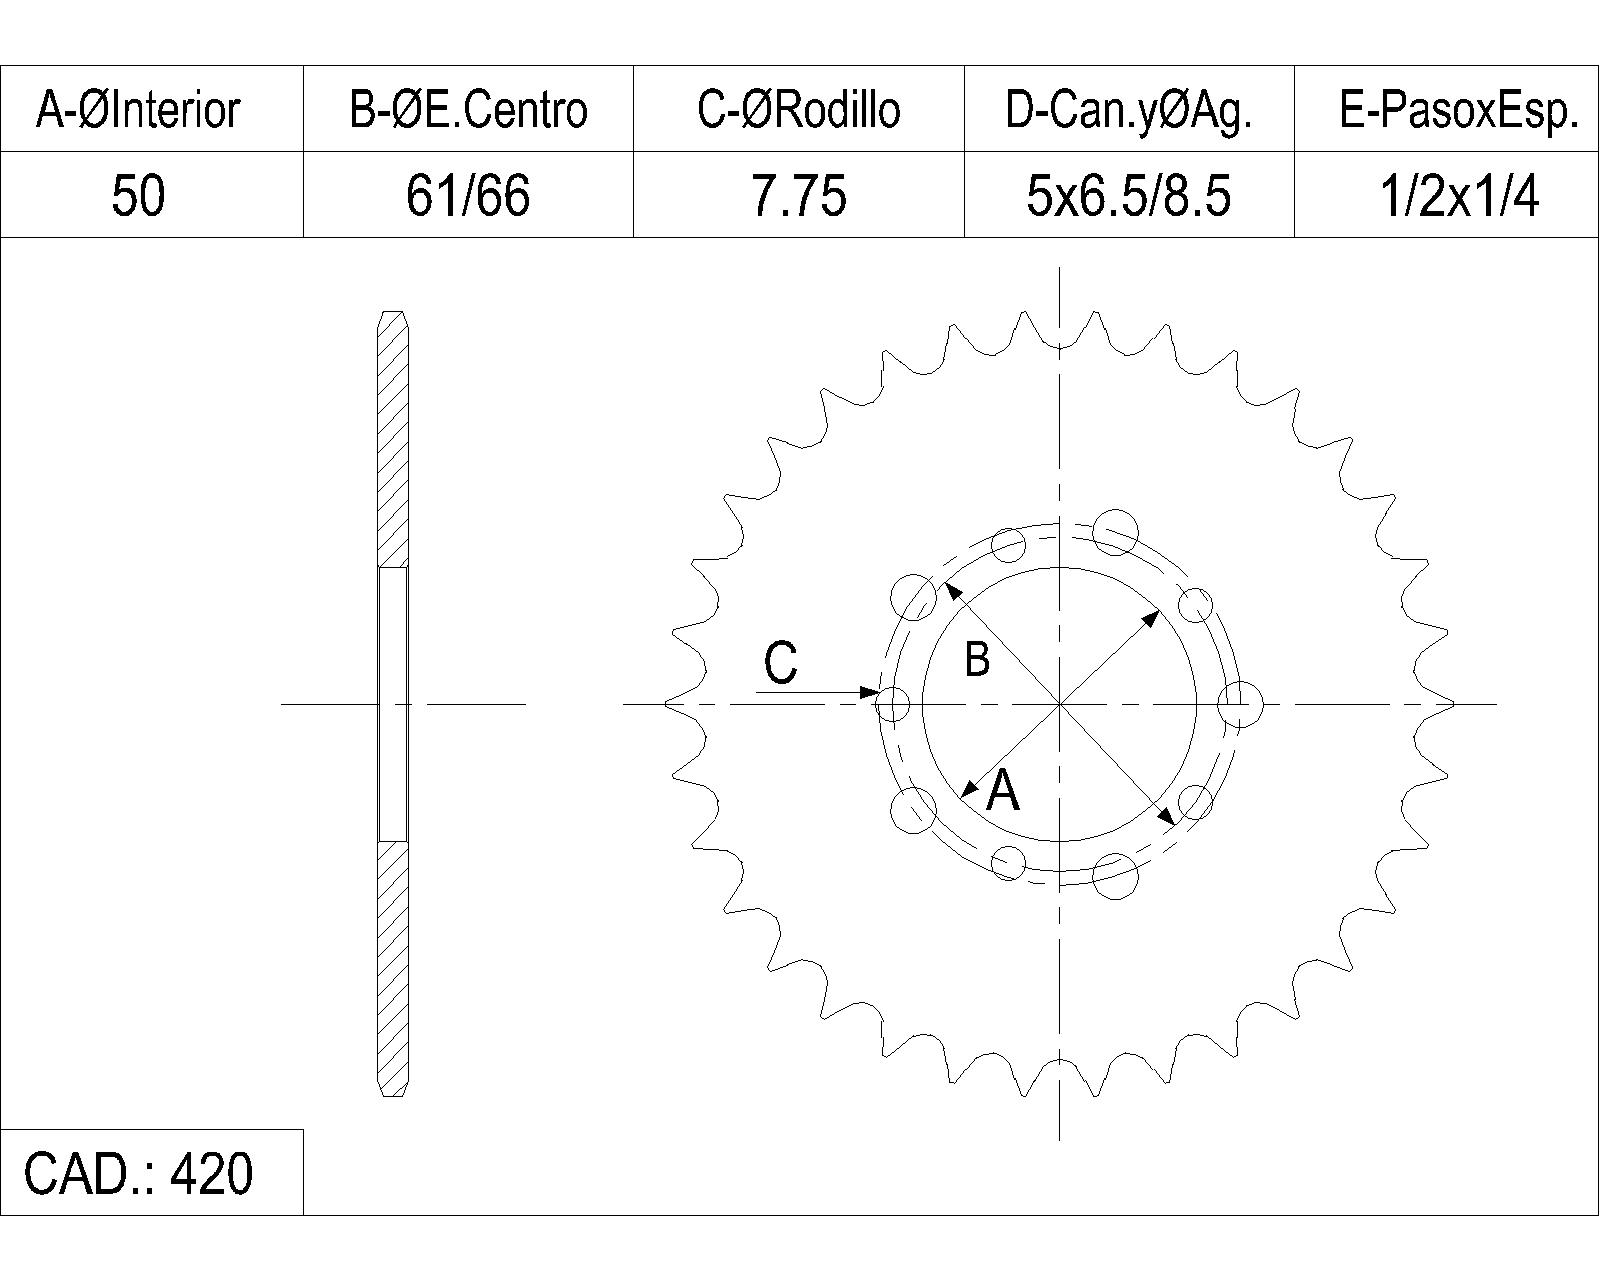 A-ØInterior B-ØE.Centro C-ØRodillo D-Can.yØAg. E-PasoxEsp.
50 61/66 7.75 5x6.5/8.5 1/2x1/4
C
B
A
CAD.: 420